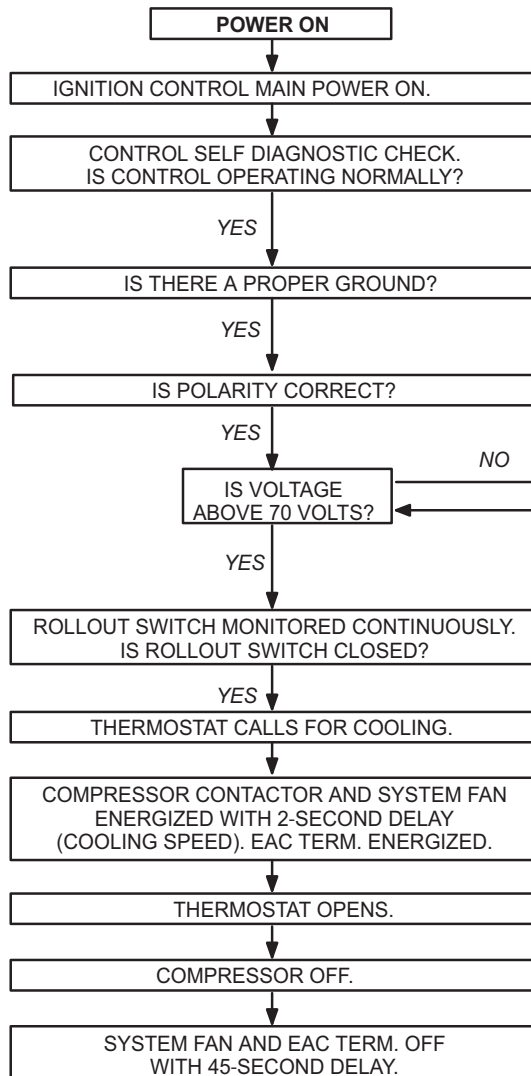 POWER ON
IGNITION CONTROL MAIN POWER ON.
CONTROL SELF DIAGNOSTIC CHECK.
IS CONTROL OPERATING NORMALLY?
YES
IS THERE A PROPER GROUND?
YES
IS POLARITY CORRECT?
YES
NO
IS VOLTAGE
ABOVE 70 VOLTS?
YES
ROLLOUT SWITCH MONITORED CONTINUOUSLY.
IS ROLLOUT SWITCH CLOSED?
YES
THERMOSTAT CALLS FOR COOLING.
COMPRESSOR CONTACTOR AND SYSTEM FAN
ENERGIZED WITH 2-SECOND DELAY
(COOLING SPEED). EAC TERM. ENERGIZED.
THERMOSTAT OPENS.
COMPRESSOR OFF.
SYSTEM FAN AND EAC TERM. OFF
WITH 45-SECOND DELAY.